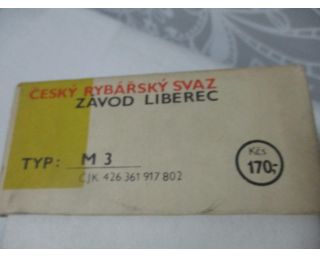 ČESKÝ RYBÁŘSKÝ SVAZ
ZÁVOD LIBEREC
TYP: M 3
ČJK 426 361 917 802
Kčs
170,-